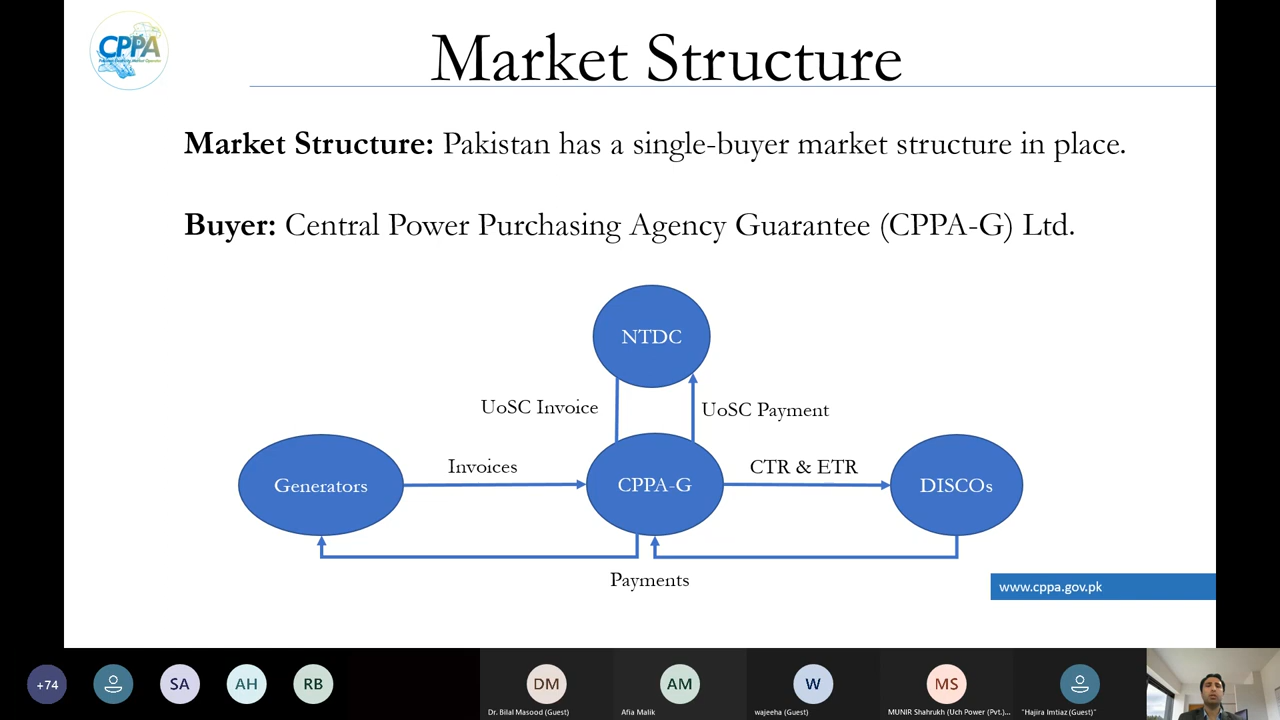 CPPA
Market Structure
Market Structure: Pakistan has a single-buyer market structure in place.
Buyer: Central Power Purchasing Agency Guarantee (CPPA-G) Ltd.
NTDC
UoSC Invoice
UoSC Payment
Generators
Invoices
CPPA-G
CTR & ETR
DISCOs
Payments
www.cppa.gov.pk
+74
SA
AH
RB
DM
Dr. Bilal Masood (Guest)
AM
Afia Malik
W
wajeeha (Guest)
MS
MUNIR Shahrukh (Uch Power (Pvt.)...
"Hajira Imtiaz (Guest)"